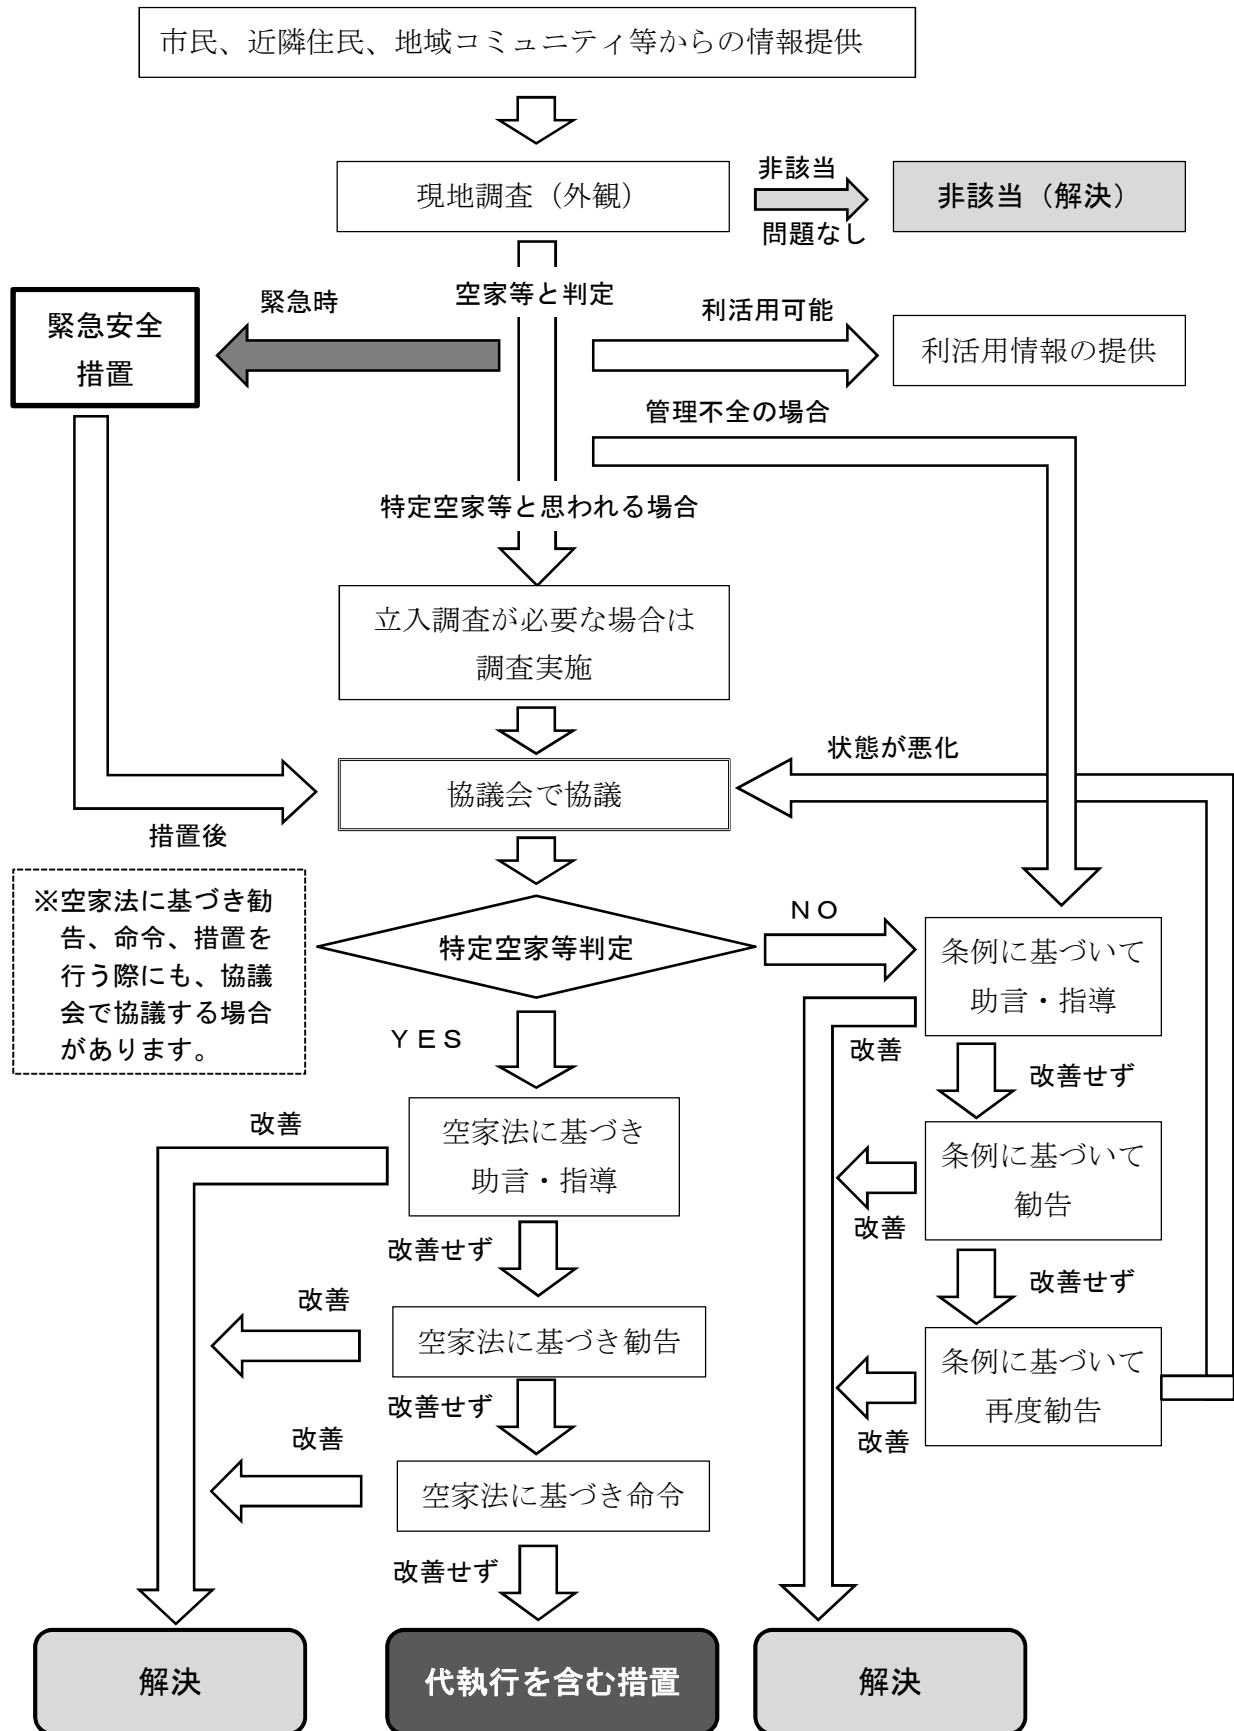 市民、近隣住民、地域コミュニティ等からの情報提供
現地調査（外観）
非該当
問題なし
非該当（解決）
空家等と判定
緊急時
緊急安全
措置
利活用可能
利活用情報の提供
管理不全の場合
特定空家等と思われる場合
立入調査が必要な場合は
調査実施
状態が悪化
協議会で協議
措置後
※空家法に基づき勧
告、命令、措置を
行う際にも、協議
会で協議する場合
があります。
特定空家等判定
ＮＯ
条例に基づいて
助言・指導
ＹＥＳ
改善
改善せず
改善
空家法に基づき
助言・指導
条例に基づいて
勧告
改善
改善せず
改善せず
改善
空家法に基づき勧告
条例に基づいて
再度勧告
改善せず
改善
改善
空家法に基づき命令
改善せず
解決
代執行を含む措置
解決